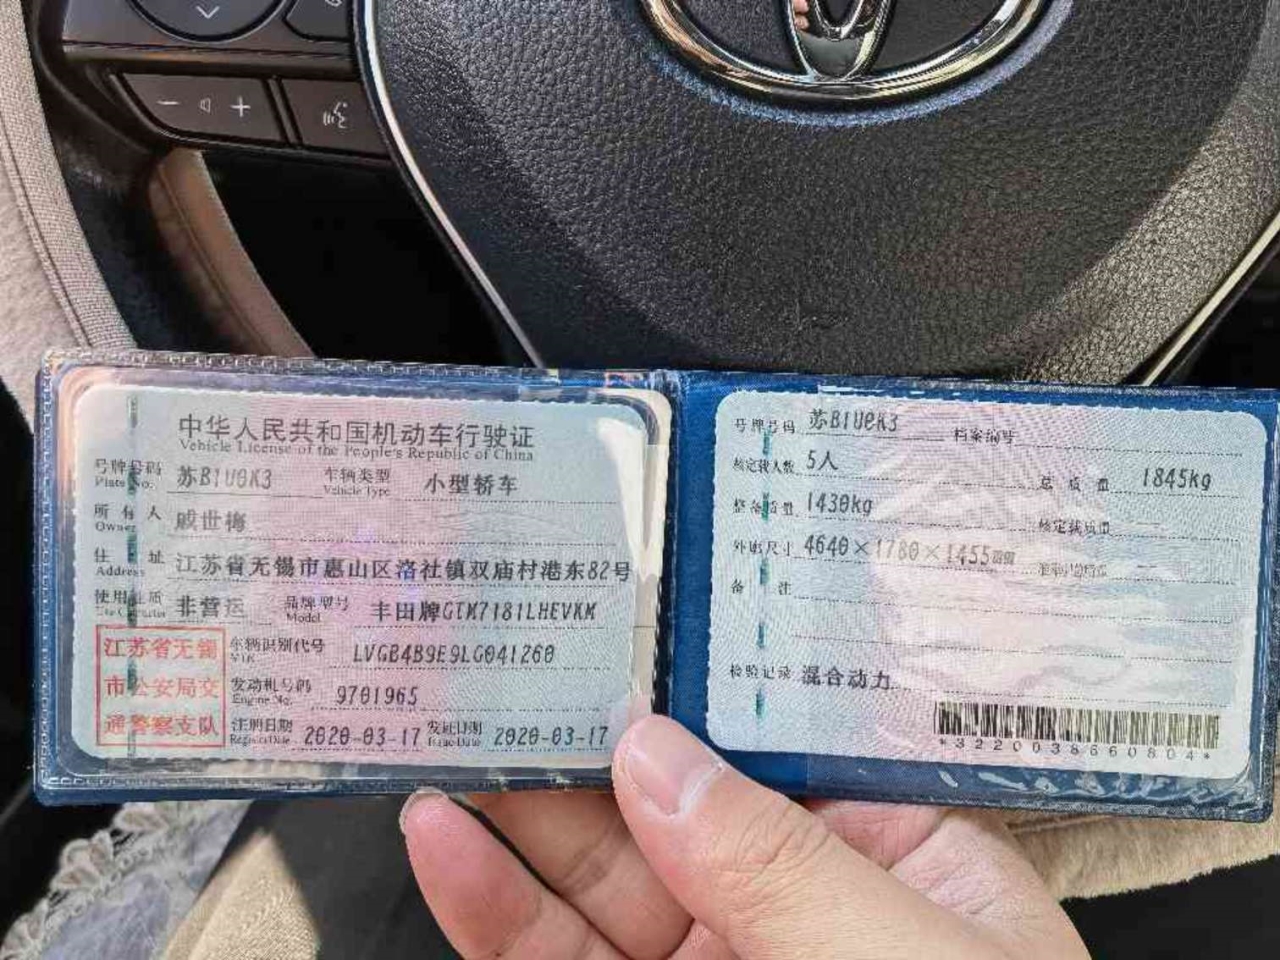 中华人民共和国机动车行驶证
Vehicle License of the People's Republic of China
号牌号码 苏B1U0K3 车辆类型 小型轿车
Plate No. Vehicle Type
所有人 戚世梅
Owner
住址 江苏省无锡市惠山区洛社镇双庙村港东82号
Address
使用性质 非营运 品牌型号 丰田牌GTM7181LHEVKM
Use Character Model
江苏省无锡
市公安局交
通警察支队
车辆识别代号 LVGB4B9E9LG041260
VIN
发动机号码 9701965
Engine No.
注册日期 2020-03-17 发证日期 2020-03-17
Register Date Issue Date
号牌号码 苏B1U0K3 档案编号
核定载人数 5人 总质量 1845kg
整备质量 1430kg 核定载质量 --
外廓尺寸 4640×1780×1455mm 准牵引总质量 --
备注
检验记录 混合动力
*3220038660804*